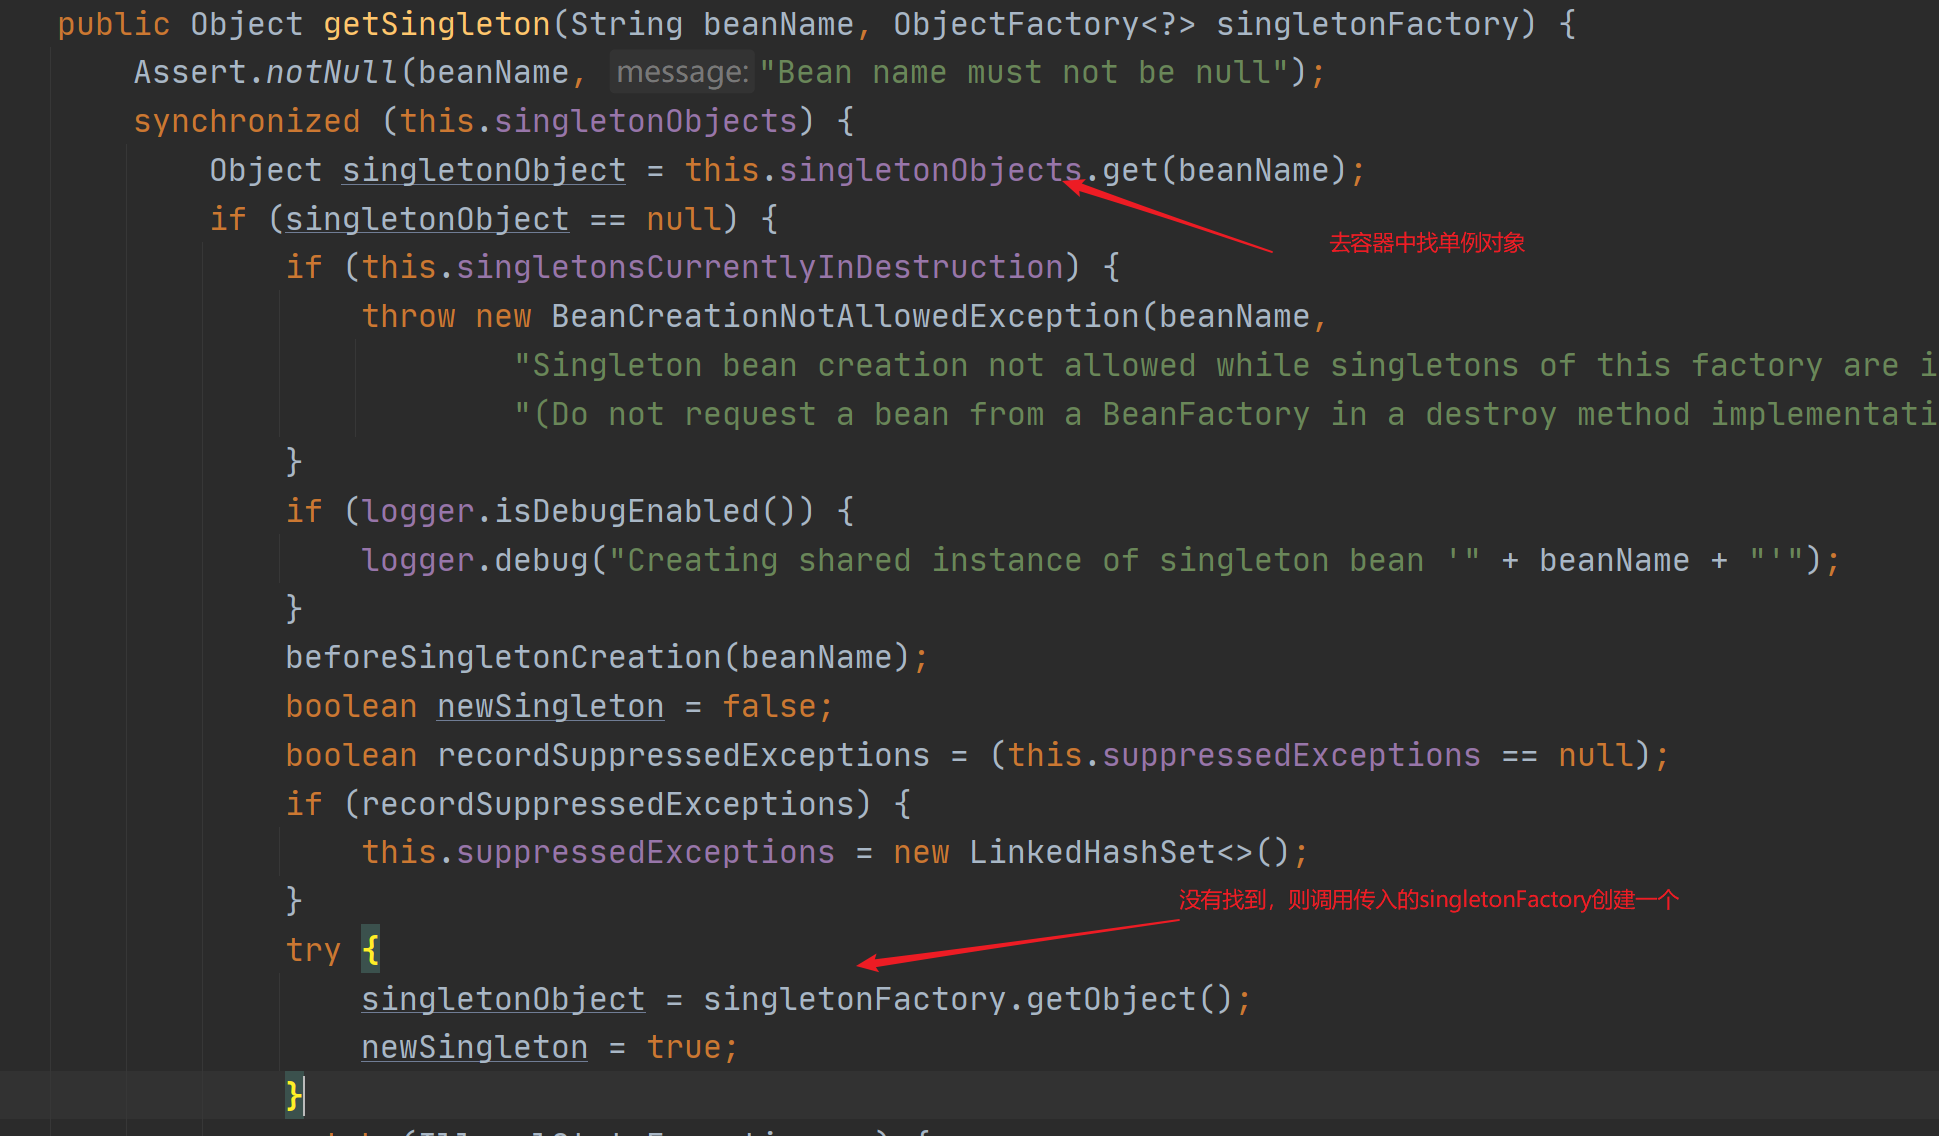 public Object getSingleton(String beanName, ObjectFactory<?> singletonFactory) {
Assert.notNull(beanName, message: "Bean name must not be null");
synchronized (this.singletonObjects) {
Object singletonObject = this.singletonObjects.get(beanName);
if (singletonObject == null) {
去容器中找单例对象
if (this.singletonsCurrentlyInDestruction) {
throw new BeanCreationNotAllowedException(beanName,
"Singleton bean creation not allowed while singletons of this factory are i
"(Do not request a bean from a BeanFactory in a destroy method implementati
}
if (logger.isDebugEnabled()) {
logger.debug("Creating shared instance of singleton bean '" + beanName + "'");
}
beforeSingletonCreation(beanName);
boolean newSingleton = false;
boolean recordSuppressedExceptions = (this.suppressedExceptions == null);
if (recordSuppressedExceptions) {
this.suppressedExceptions = new LinkedHashSet<>();
}
没有找到，则调用传入的singletonFactory创建一个
try {
singletonObject = singletonFactory.getObject();
newSingleton = true;
}